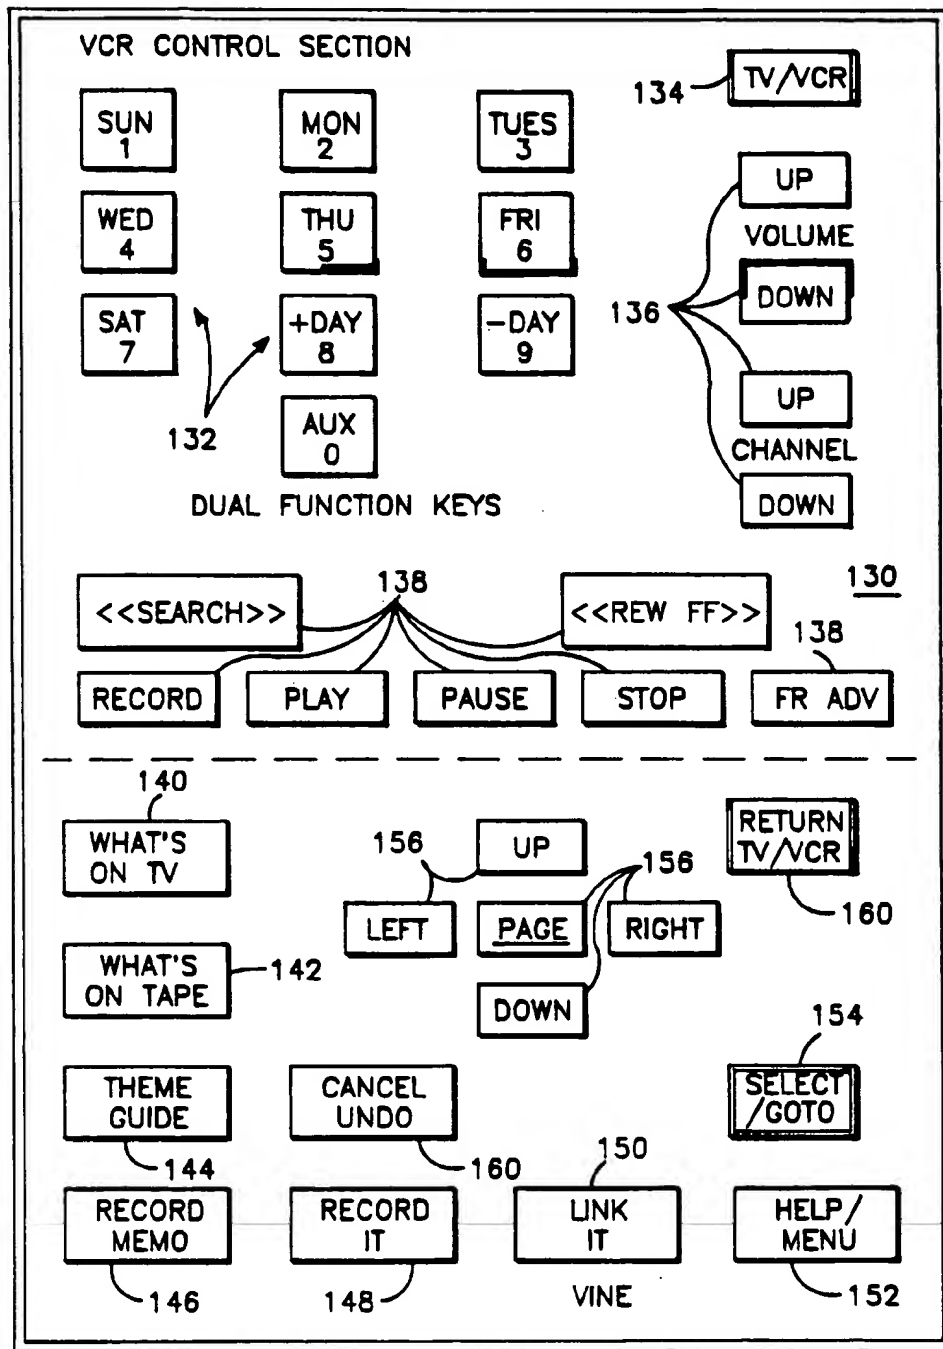 VCR CONTROL SECTION
134
TV/VCR
SUN
1
MON
2
TUES
3
UP
WED
4
THU
5
FRI
6
VOLUME
136
DOWN
SAT
7
+DAY
8
-DAY
9
UP
132
AUX
0
CHANNEL
DOWN
DUAL FUNCTION KEYS
138
130
<<SEARCH>>
<<REW FF>>
138
RECORD
PLAY
PAUSE
STOP
FR ADV
140
WHAT'S
ON TV
156
UP
156
RETURN
TV/VCR
160
LEFT
PAGE
RIGHT
WHAT'S
ON TAPE
142
DOWN
154
THEME
GUIDE
144
CANCEL
UNDO
160
SELECT
/GOTO
150
RECORD
MEMO
146
RECORD
IT
148
LINK
IT
VINE
HELP/
MENU
152